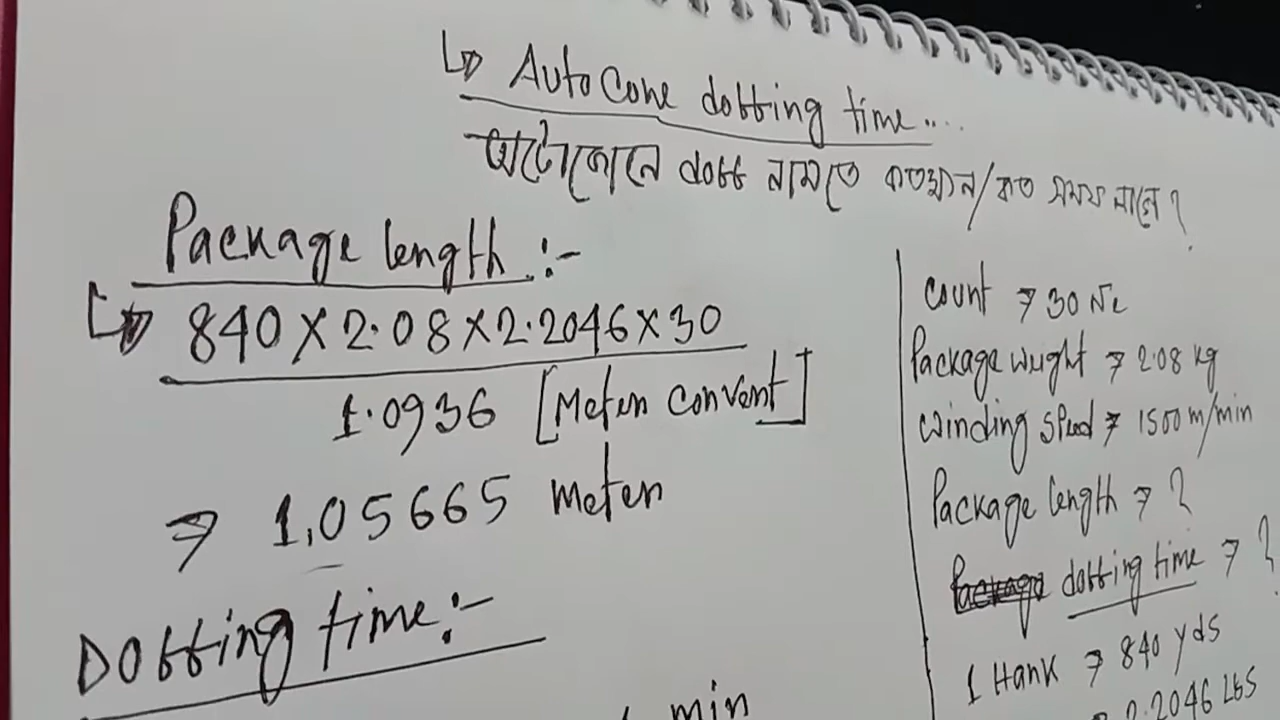 ↳ Auto Cone doffing time....
অটোকোনে doff নামতে কতক্ষন/কত সময় লাগে?
Package length :-
↳ 840 X 2.08 X 2.2046 X 30
1.0936 [Meter convert]
⇒ 1,05665 meter
Doffing time :-
min
Count ⇒ 30 Ne
Package weight ⇒ 2.08 kg
Winding speed ⇒ 1500 m/min
Package length ⇒ ?
doffing time ⇒ ?
1 Hank ⇒ 840 yds
2.2046 Lbs